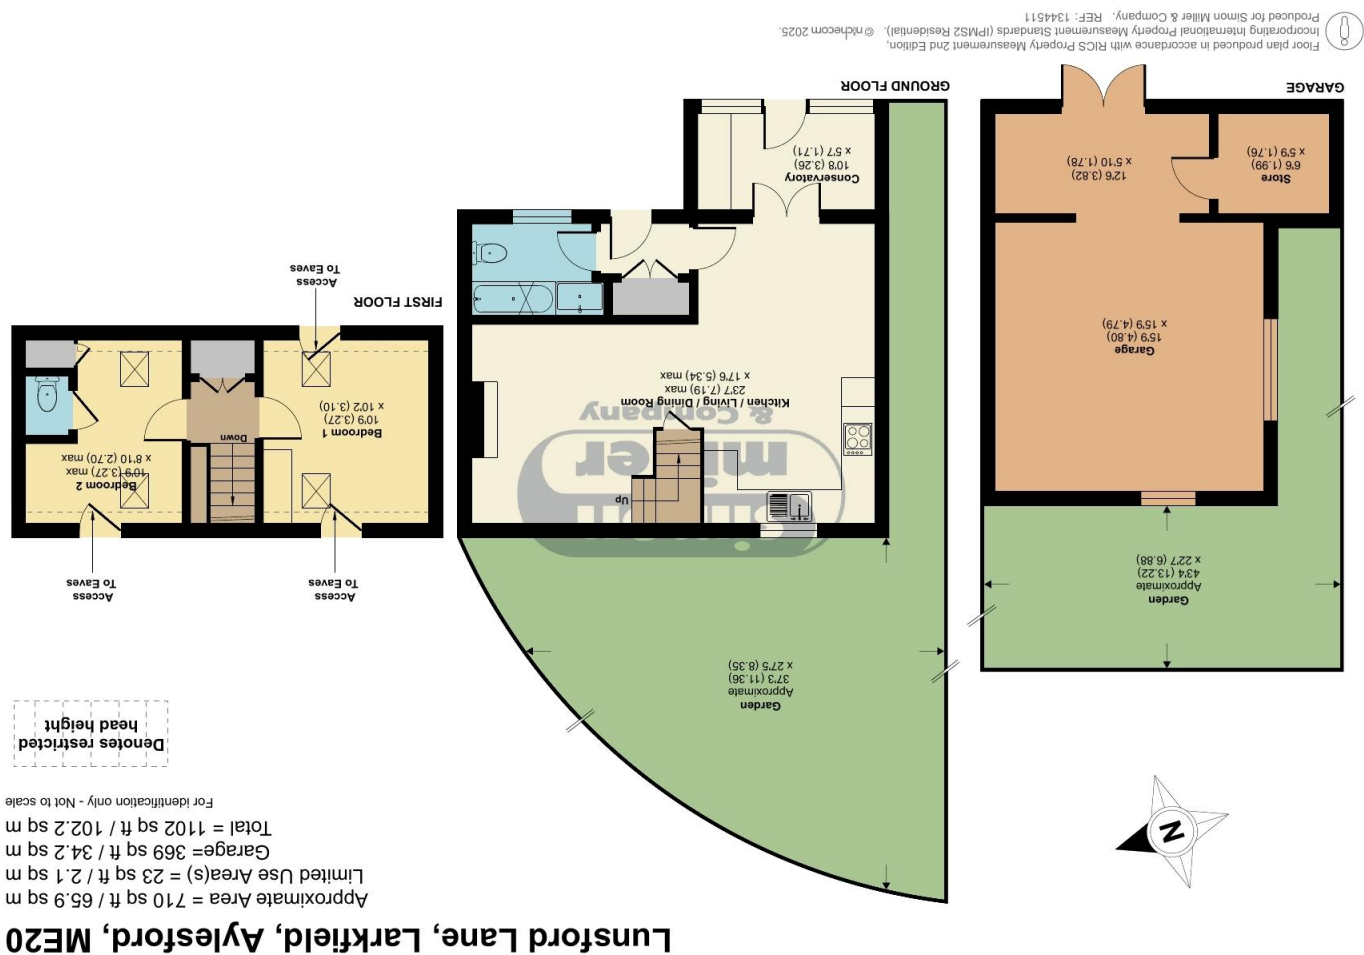 Lunsford Lane, Larkfield, Aylesford, ME20
Approximate Area = 710 sq ft / 65.9 sq m
Limited Use Area(s) = 23 sq ft / 2.1 sq m
Garage= 369 sq ft / 34.2 sq m
Total = 1102 sq ft / 102.2 sq m
For identification only - Not to scale
Denotes restricted
head height
N
Garden
Approximate
43'4 (13.22)
x 22'7 (6.88)
Garage
15'9 (4.80)
x 15'9 (4.79)
Store
6'6 (1.99)
x 5'9 (1.76)
12'6 (3.82)
x 5'10 (1.78)
GARAGE
Garden
Approximate
37'3 (11.36)
x 27'5 (8.35)
Up
simon
miller
& Company
Kitchen / Living / Dining Room
23'7 (7.19) max
x 17'6 (5.34) max
Conservatory
10'8 (3.26)
x 5'7 (1.71)
GROUND FLOOR
Access
To Eaves
Access
To Eaves
Bedroom 1
10'9 (3.27)
x 10'2 (3.10)
Down
Bedroom 2
10'9 (3.27) max
x 8'10 (2.70) max
Access
To Eaves
FIRST FLOOR
Floor plan produced in accordance with RICS Property Measurement 2nd Edition,
Incorporating International Property Measurement Standards (IPMS2 Residential). © nichecom 2025.
Produced for Simon Miller & Company. REF: 1344511